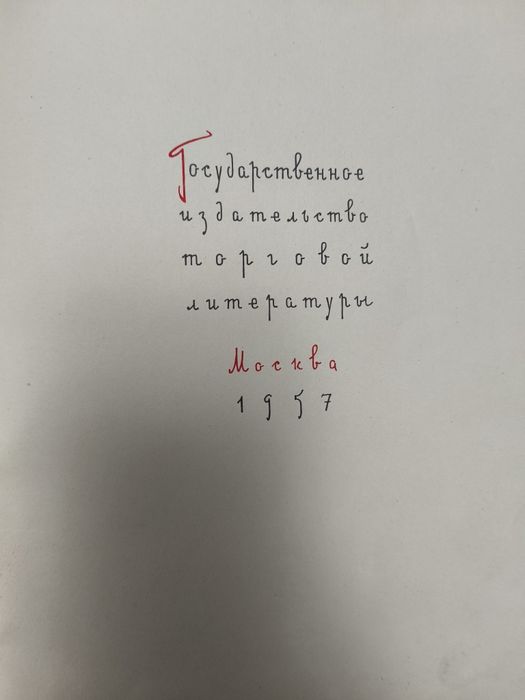 Государственное
издательство
торговой
литературы
Москва
1957